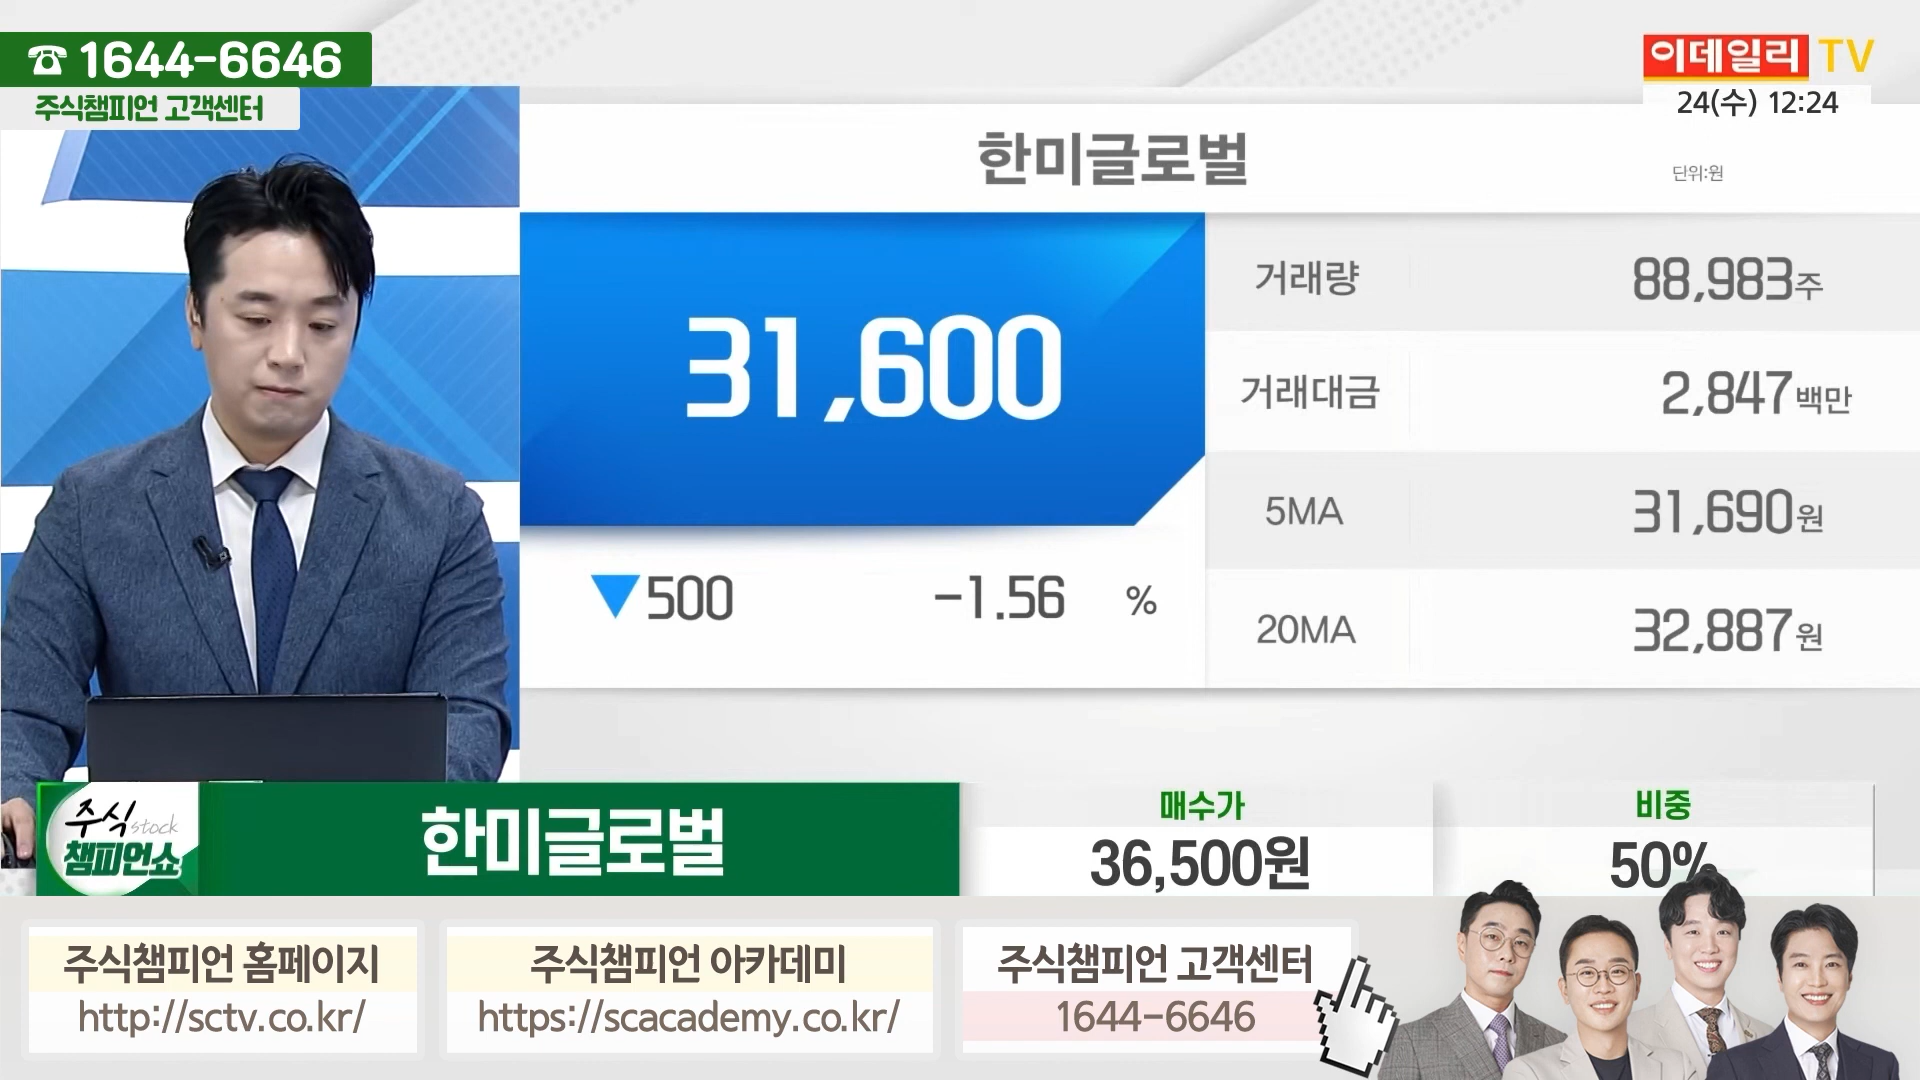 ☎ 1644-6646
주식챔피언 고객센터
이데일리 TV
24(수) 12:24
한미글로벌
단위:원
31,600
▼500 -1.56 %
거래량 88,983주
거래대금 2,847백만
5MA 31,690원
20MA 32,887원
주식 stock
챔피언쇼
한미글로벌
매수가
36,500원
비중
50%
주식챔피언 홈페이지
http://sctv.co.kr/
주식챔피언 아카데미
https://scacademy.co.kr/
주식챔피언 고객센터
1644-6646